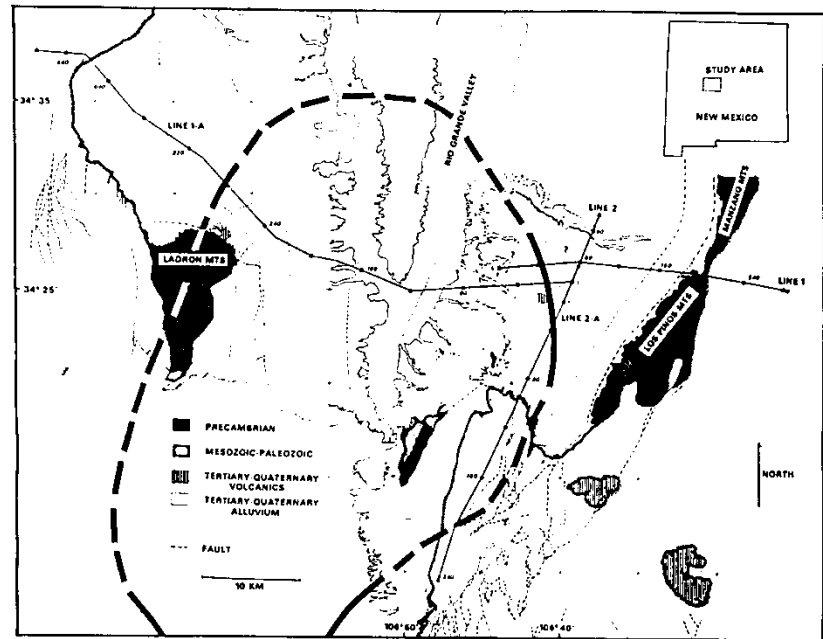 STUDY AREA
NEW MEXICO
34° 35
LINE 1-A
RIO GRANDE VALLEY
MANZANO MTS
LINE 2
LADRON MTS
34° 25
LINE 1
LINE 2-A
LOS PINOS MTS
PRECAMBRIAN
MESOZOIC-PALEOZOIC
TERTIARY-QUATERNARY
VOLCANICS
TERTIARY-QUATERNARY
ALLUVIUM
FAULT
10 KM
NORTH
106° 40